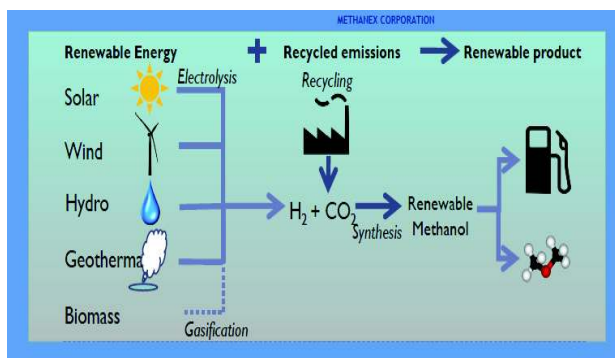 METHANEX CORPORATION
Renewable Energy + Recycled emissions Renewable product
Electrolysis
Recycling
Solar
Wind
Hydro
H₂ + CO₂
Synthesis
Renewable
Methanol
Geotherma
Biomass
Gasification